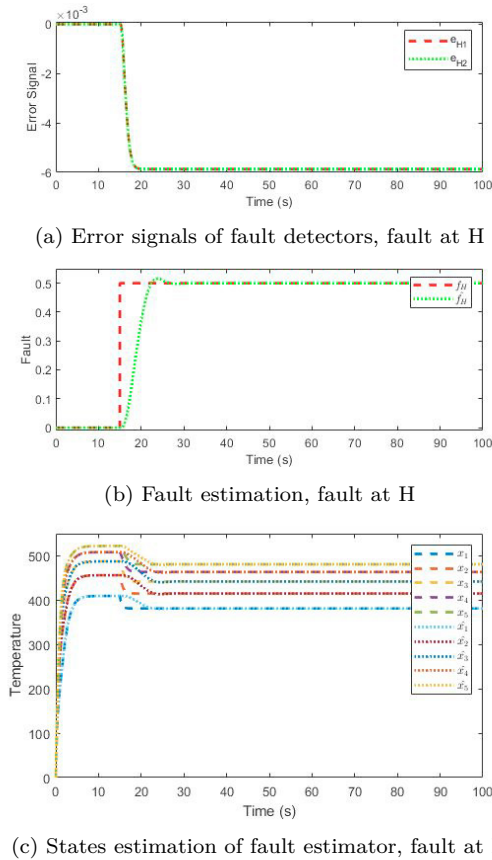 ×10⁻³
0
-2
-4
-6
Error Signal
e_H1
e_H2
0 10 20 30 40 50 60 70 80 90 100
Time (s)
(a) Error signals of fault detectors, fault at H
0.5
0.4
0.3
0.2
0.1
0
Fault
f_H
f̂_H
0 10 20 30 40 50 60 70 80 90 100
Time (s)
(b) Fault estimation, fault at H
500
400
300
200
100
0
Temperature
x₁
x₂
x₃
x₄
x₅
x̂₁
x̂₂
x̂₃
x̂₄
x̂₅
0 10 20 30 40 50 60 70 80 90 100
Time (s)
(c) States estimation of fault estimator, fault at